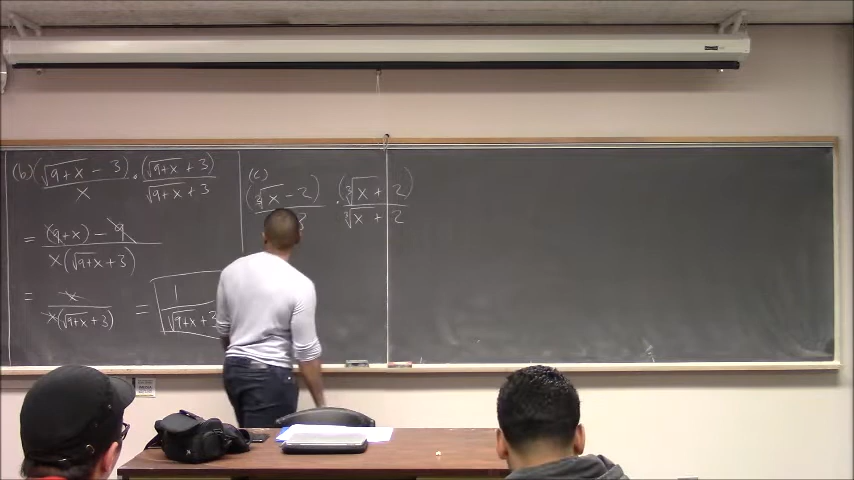 (b) (√(9+x) - 3)/x · (√(9+x) + 3)/(√(9+x) + 3)
= ((9+x) - 9)/(x(√(9+x) + 3))
= x/(x(√(9+x) + 3)) = 1/(√(9+x) + 3
(c)
(∛x - 2)/ · (∛x + 2)/(∛x + 2)